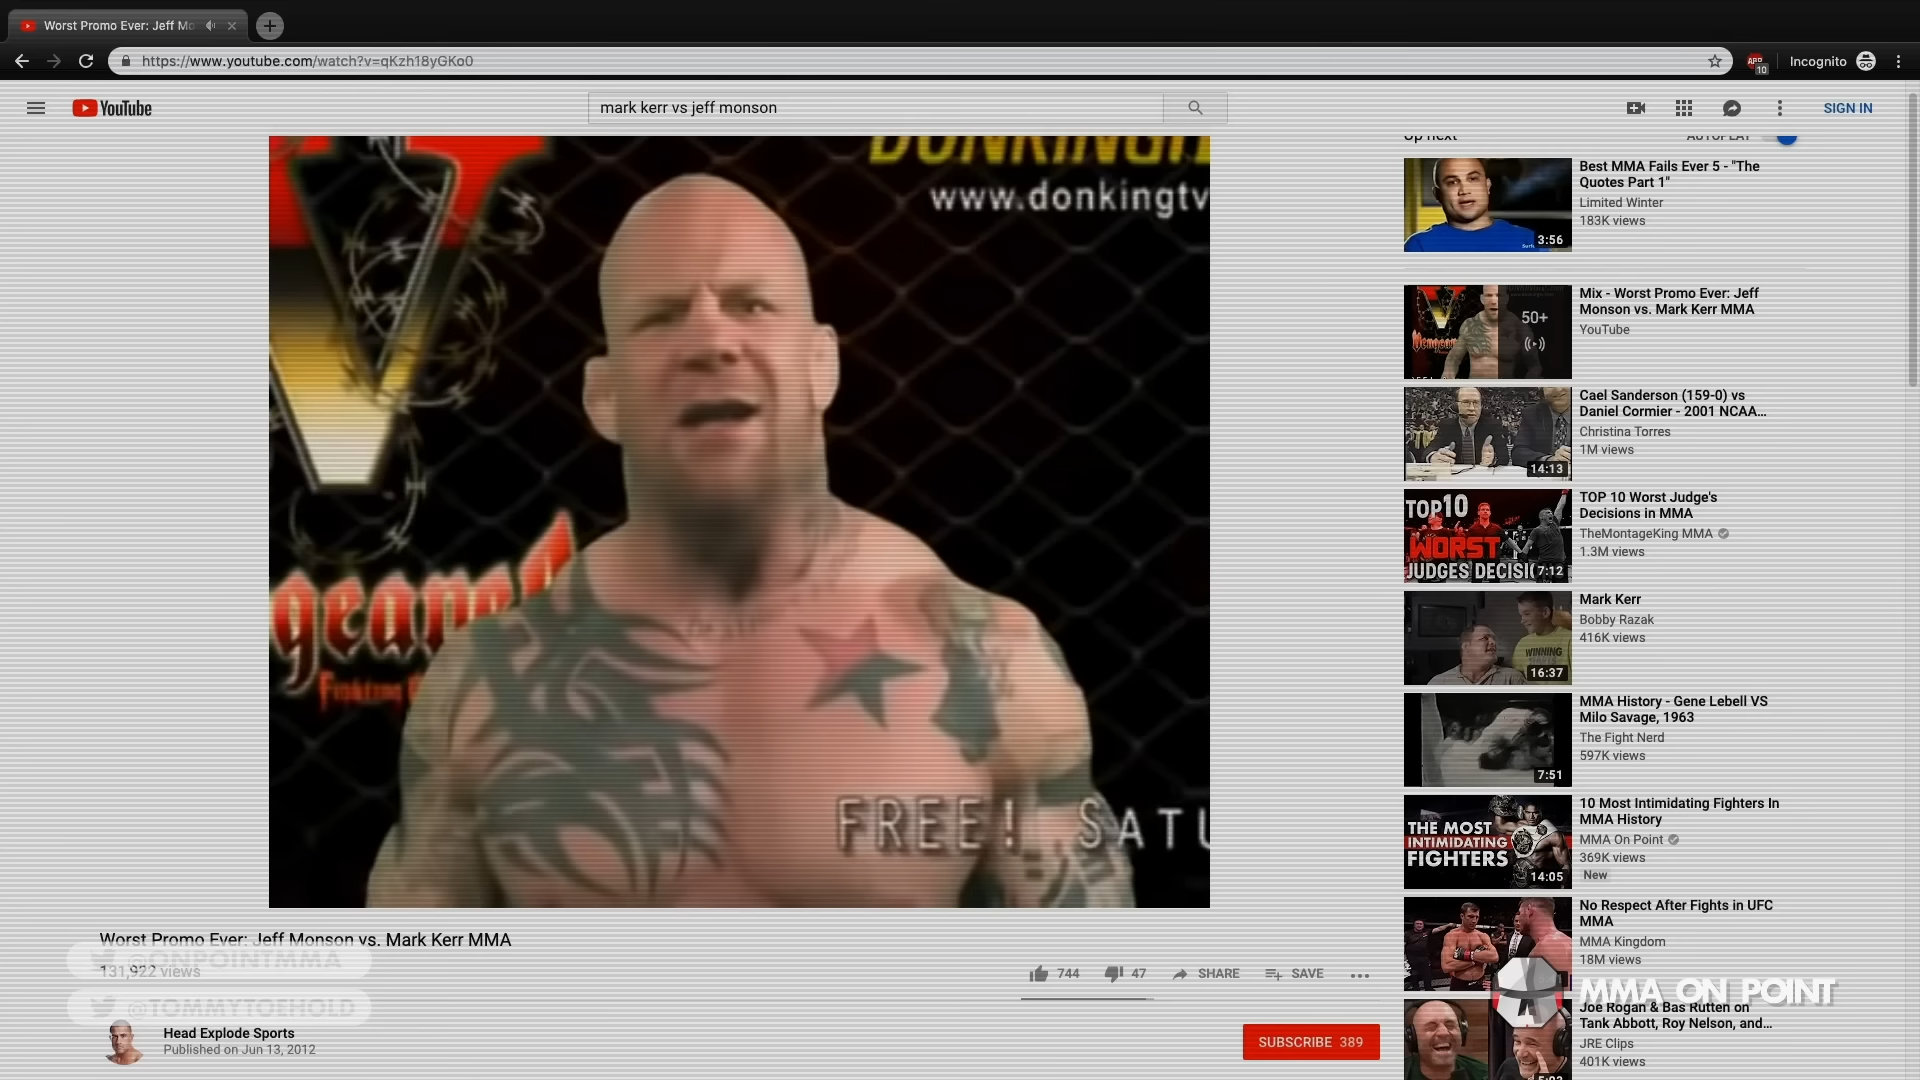 Worst Promo Ever: Jeff Mo
https://www.youtube.com/watch?v=qKzh18yGKo0
ABP
10
Incognito
YouTube
mark kerr vs jeff monson
SIGN IN
www.donkingtv
FREE! SATU
Worst Promo Ever: Jeff Monson vs. Mark Kerr MMA
@ONPOINTMMA
131,922 views
744
47
SHARE
SAVE
@TOMMYTOEHOLD
Head Explode Sports
Published on Jun 13, 2012
SUBSCRIBE 389
Up next
AUTOPLAY
Best MMA Fails Ever 5 - "The
Quotes Part 1"
Limited Winter
183K views
3:56
Mix - Worst Promo Ever: Jeff
Monson vs. Mark Kerr MMA
YouTube
50+
Cael Sanderson (159-0) vs
Daniel Cormier - 2001 NCAA...
Christina Torres
1M views
14:13
TOP 10 Worst Judge's
Decisions in MMA
TheMontageKing MMA
1.3M views
TOP10
WORST
JUDGES DECISI
7:12
Mark Kerr
Bobby Razak
416K views
WINNING
16:37
MMA History - Gene Lebell VS
Milo Savage, 1963
The Fight Nerd
597K views
7:51
10 Most Intimidating Fighters In
MMA History
MMA On Point
369K views
New
THE MOST
INTIMIDATING
FIGHTERS
14:05
No Respect After Fights in UFC
MMA
MMA Kingdom
18M views
MMA ON POINT
Joe Rogan & Bas Rutten on
Tank Abbott, Roy Nelson, and...
JRE Clips
401K views